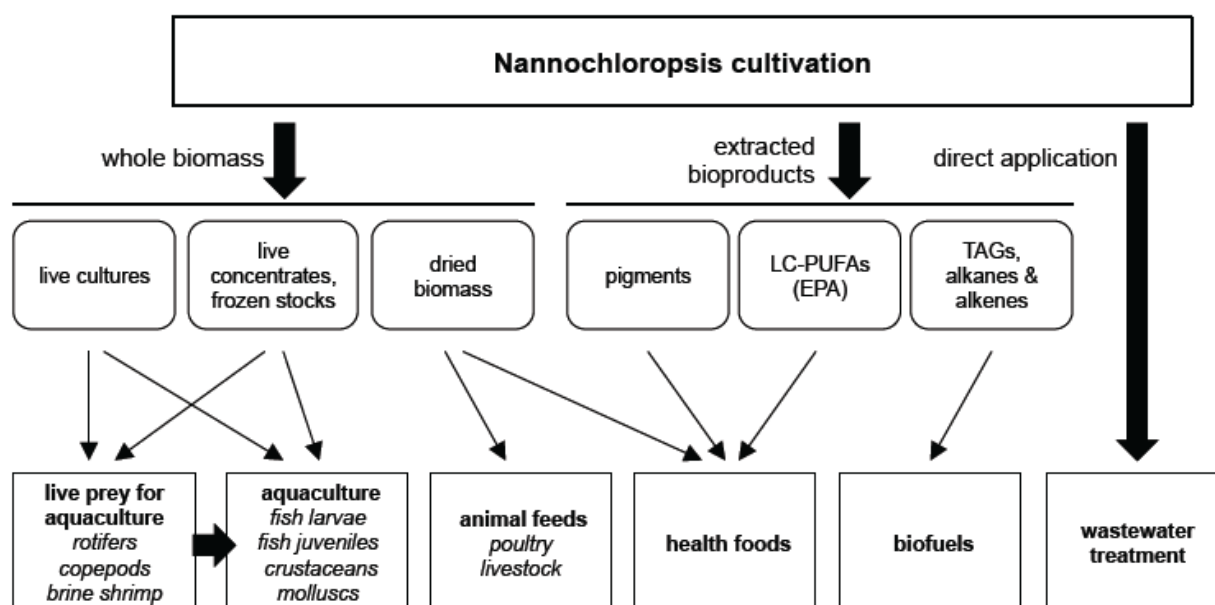 Nannochloropsis cultivation
whole biomass
extracted
bioproducts
direct application
live cultures
live
concentrates,
frozen stocks
dried
biomass
pigments
LC-PUFAs
(EPA)
TAGs,
alkanes &
alkenes
live prey for
aquaculture
rotifers
copepods
brine shrimp
aquaculture
fish larvae
fish juveniles
crustaceans
molluscs
animal feeds
poultry
livestock
health foods
biofuels
wastewater
treatment